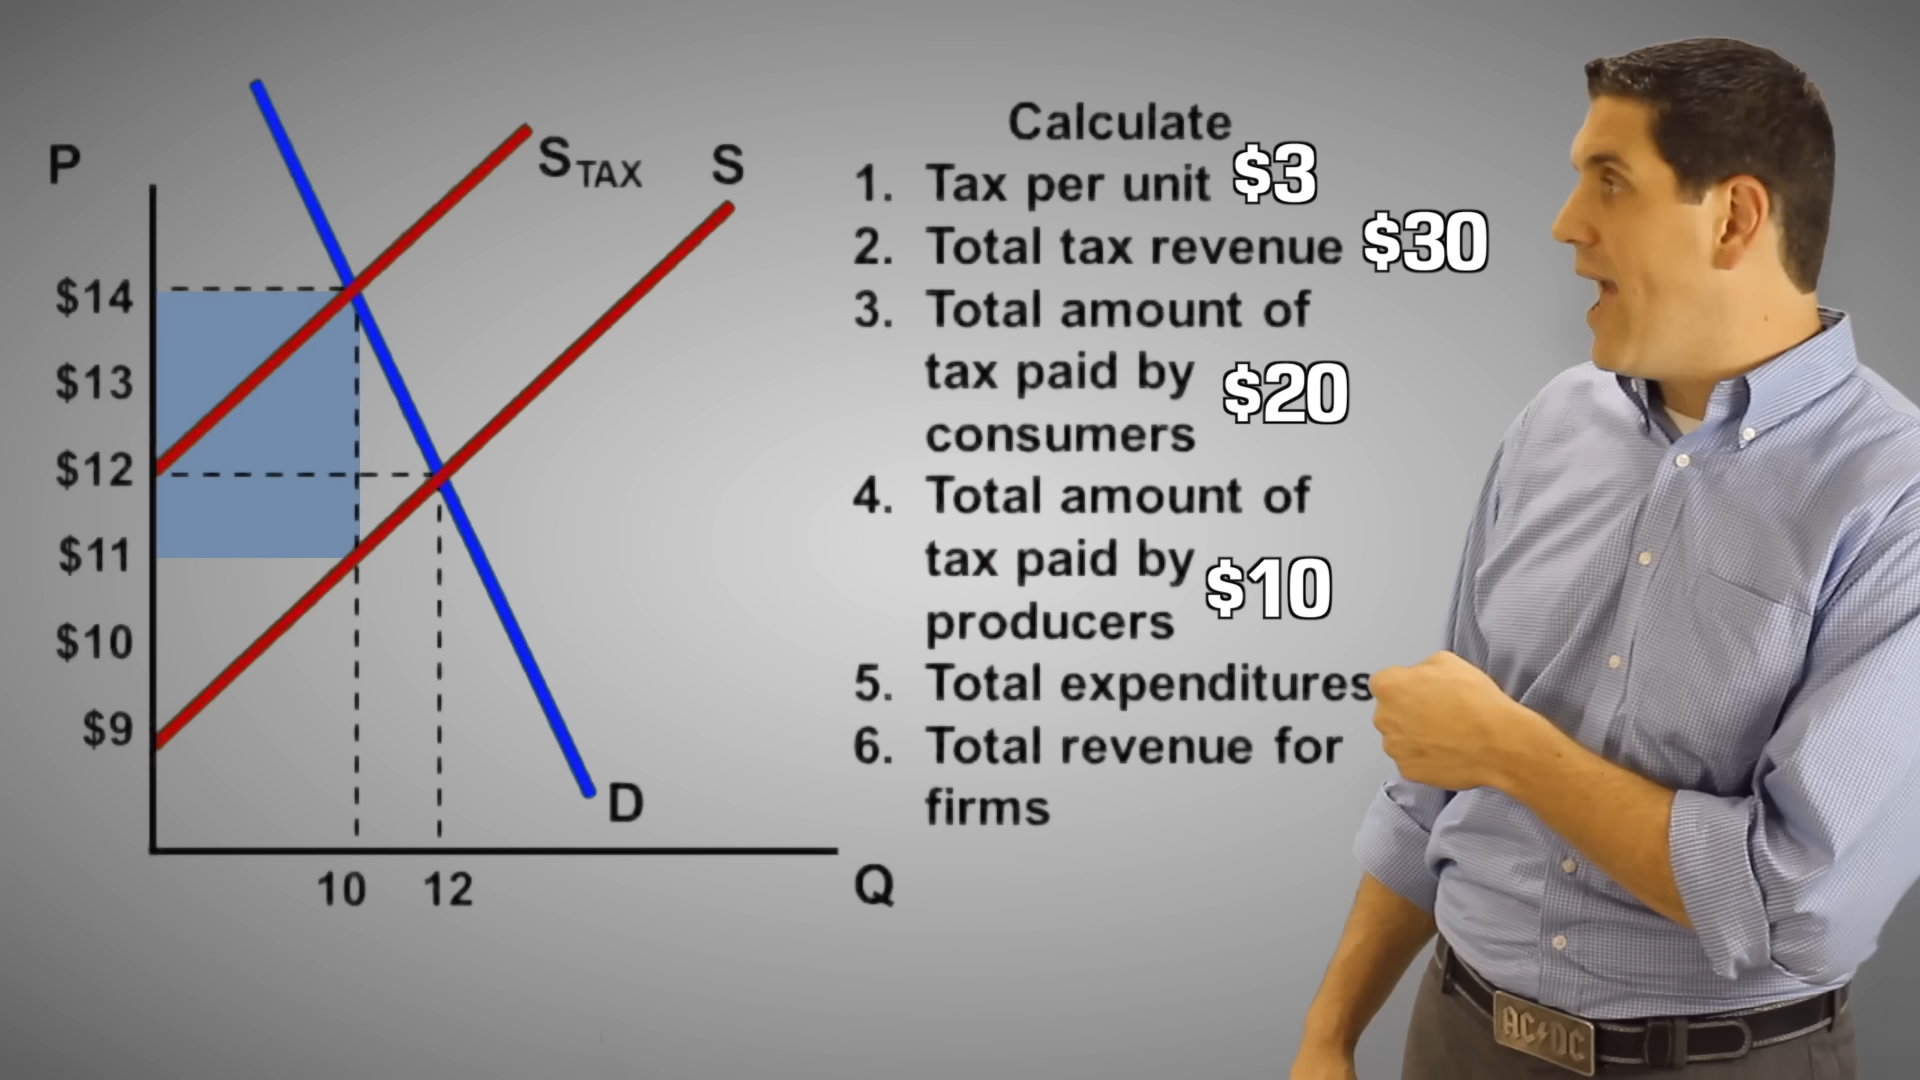 P
S TAX
S
$14
$13
$12
$11
$10
$9
D
10 12
Q
Calculate
1. Tax per unit $3
2. Total tax revenue $30
3. Total amount of
tax paid by
consumers $20
4. Total amount of
tax paid by
producers $10
5. Total expenditures
6. Total revenue for
firms
AC DC